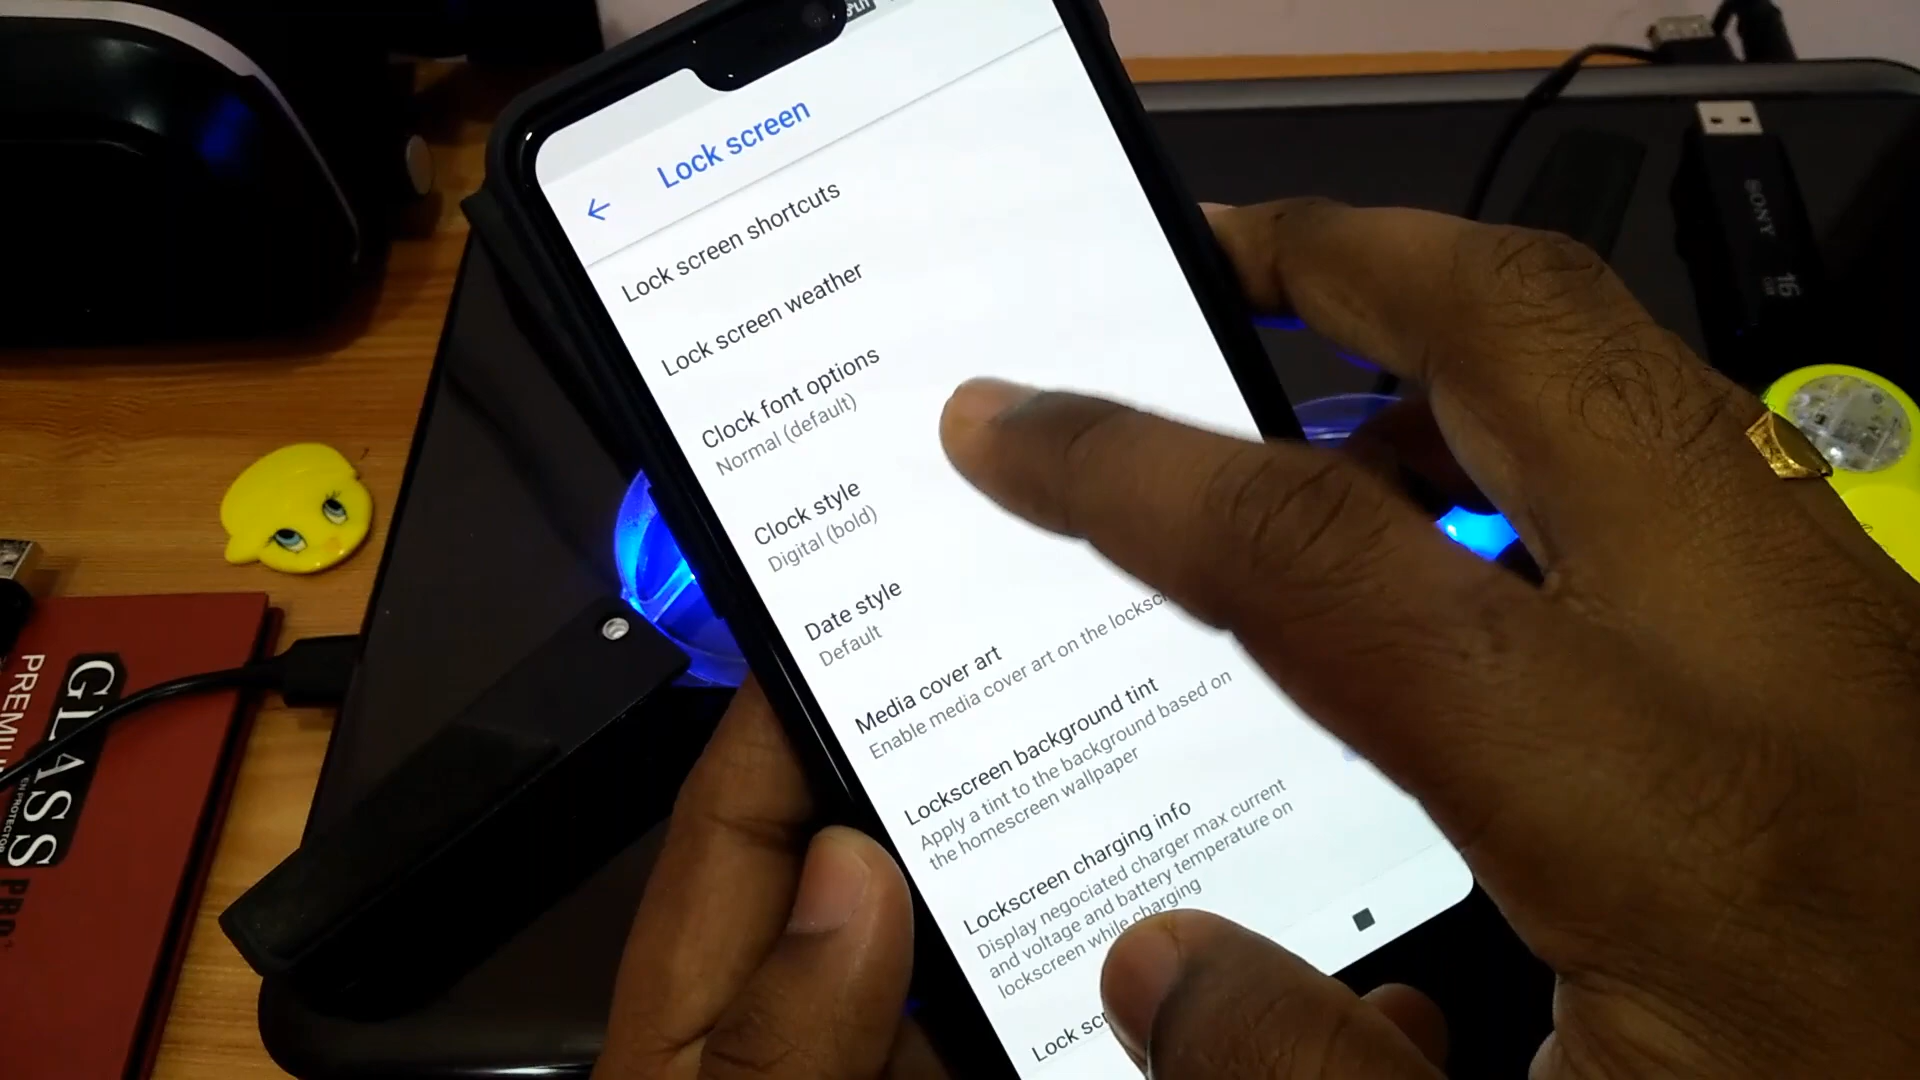 Lock screen
Lock screen shortcuts
Lock screen weather
Clock font options
Normal (default)
Clock style
Digital (bold)
Date style
Default
Media cover art
Enable media cover art on the
Lockscreen background tint
Apply a tint to the background based on
the homescreen wallpaper
Lockscreen charging info
Display negociated charger max current
and voltage and battery temperature on
lockscreen while charging
Lock
SONY
16
GB
GLASS
PRO+